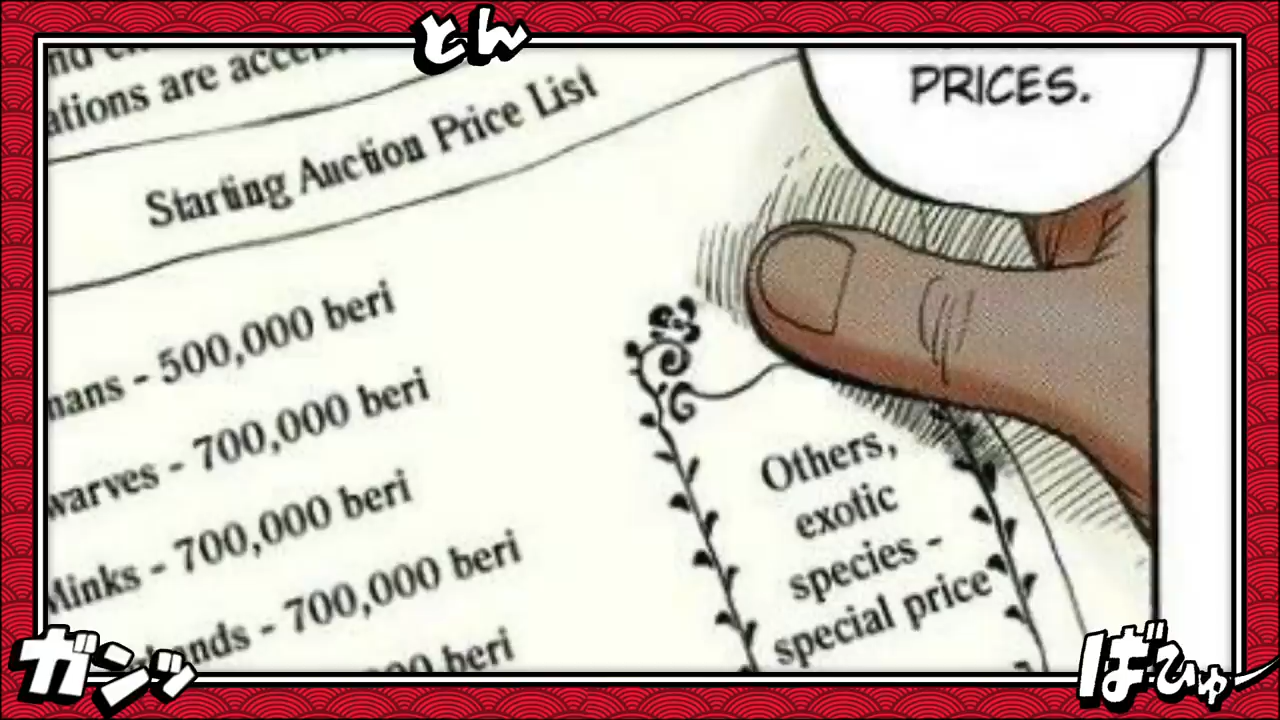 とん
PRICES.
ations are
Starting Auction Price List
mans - 500,000 beri
warves - 700,000 beri
Minks - 700,000 beri
ands - 700,000 beri
00 beri
Others,
exotic
species -
special price
ガンッ
ばひゅ